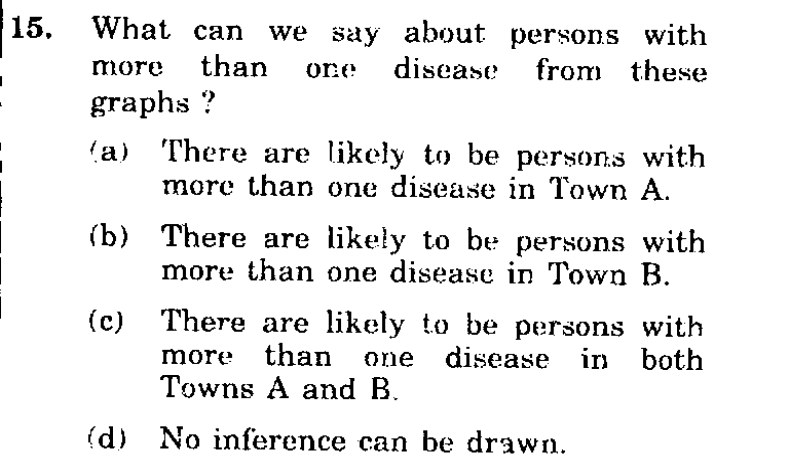 15. What can we say about persons with
more than one disease from these
graphs ?
(a) There are likely to be persons with
more than one disease in Town A.
(b) There are likely to be persons with
more than one disease in Town B.
(c) There are likely to be persons with
more than one disease in both
Towns A and B.
(d) No inference can be drawn.